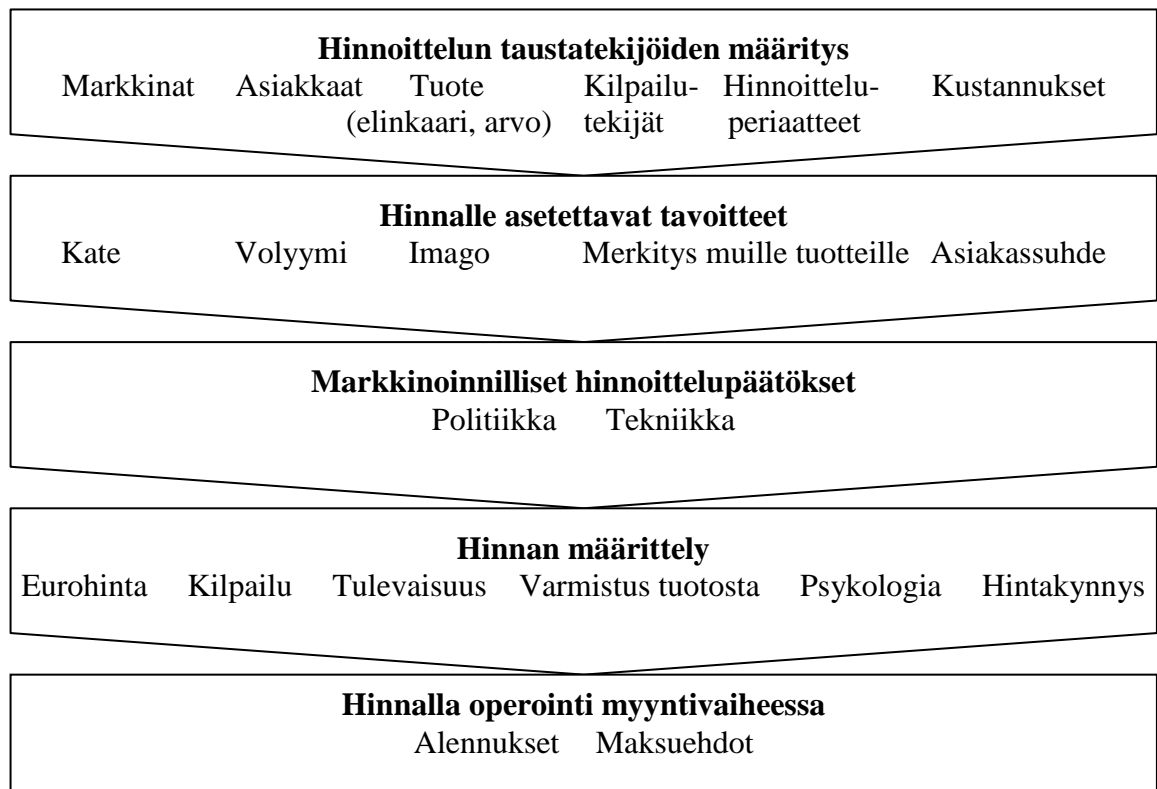 Hinnoittelun taustatekijöiden määritys
Markkinat Asiakkaat Tuote Kilpailu- Hinnoittelu- Kustannukset
(elinkaari, arvo) tekijät periaatteet
Hinnalle asetettavat tavoitteet
Kate Volyymi Imago Merkitys muille tuotteille Asiakassuhde
Markkinoinnilliset hinnoittelupäätökset
Politiikka Tekniikka
Hinnan määrittely
Eurohinta Kilpailu Tulevaisuus Varmistus tuotosta Psykologia Hintakynnys
Hinnalla operointi myyntivaiheessa
Alennukset Maksuehdot